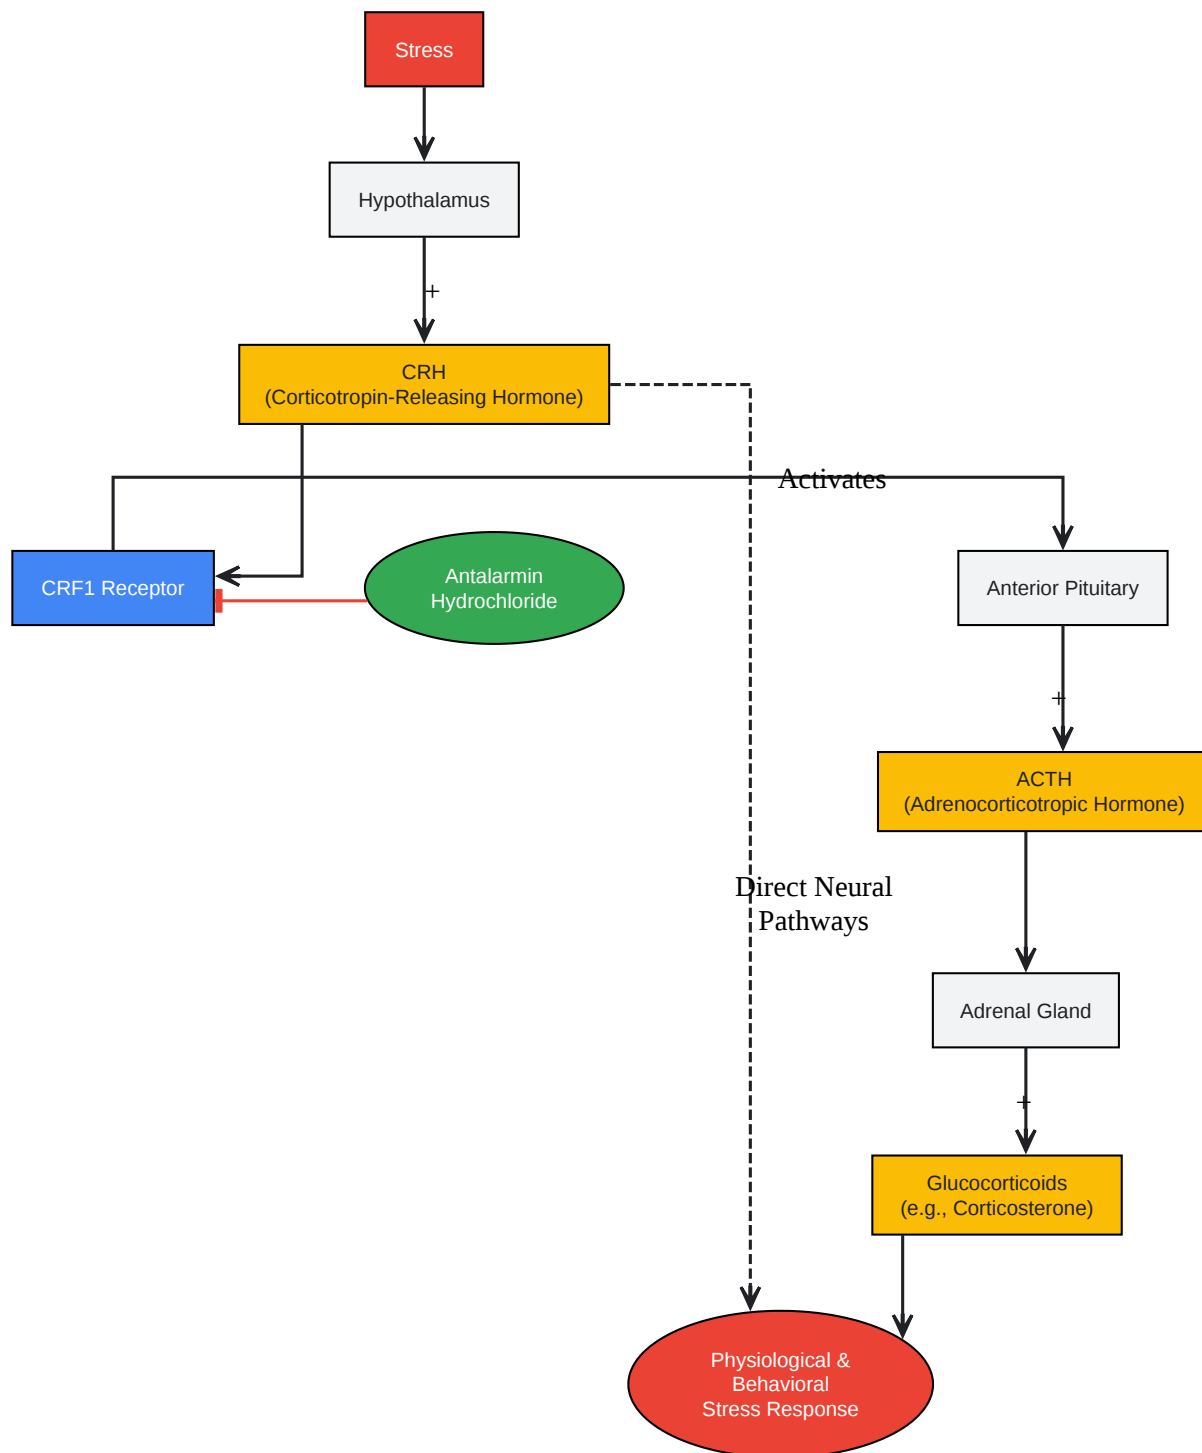 Stress
Hypothalamus
+
CRH
(Corticotropin-Releasing Hormone)
Activates
CRF1 Receptor
Antalarmin
Hydrochloride
Anterior Pituitary
+
ACTH
(Adrenocorticotropic Hormone)
Direct Neural
Pathways
Adrenal Gland
+
Glucocorticoids
(e.g., Corticosterone)
Physiological &
Behavioral
Stress Response